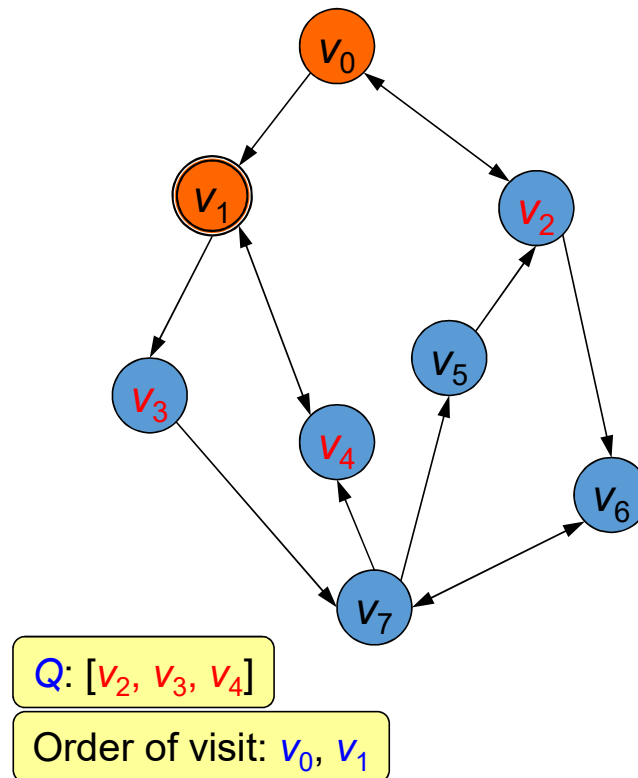 v₀
v₁
v₂
v₅
v₃
v₄
v₆
v₇
Q: [v₂, v₃, v₄]
Order of visit: v₀, v₁